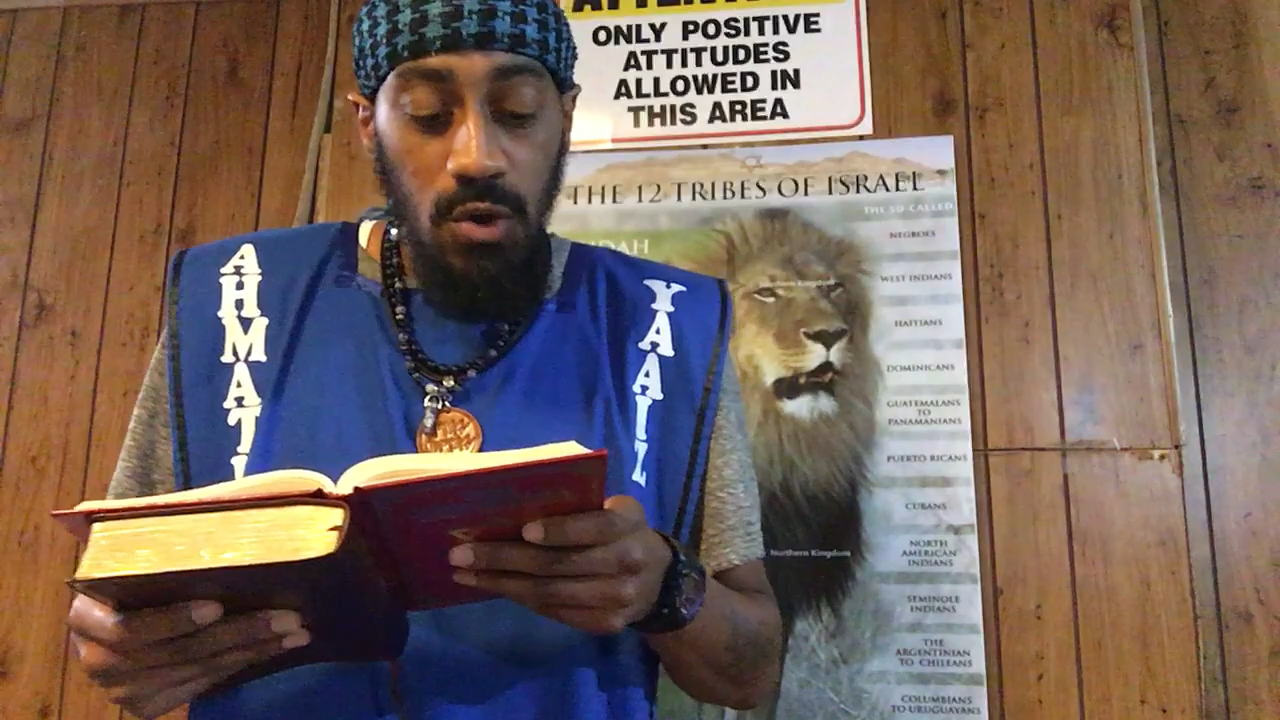 ONLY POSITIVE
ATTITUDES
ALLOWED IN
THIS AREA
THE 12 TRIBES OF ISRAEL
THE SO-CALLED
NEGROES
WEST INDIANS
HAITIANS
DOMINICANS
GUATEMALANS
TO
PANAMANIANS
PUERTO RICANS
CUBANS
Northern Kingdom
NORTH
AMERICAN
INDIANS
SEMINOLE
INDIANS
THE
ARGENTINIAN
TO CHILEANS
COLUMBIANS
TO URUGUAYANS
YAAIL